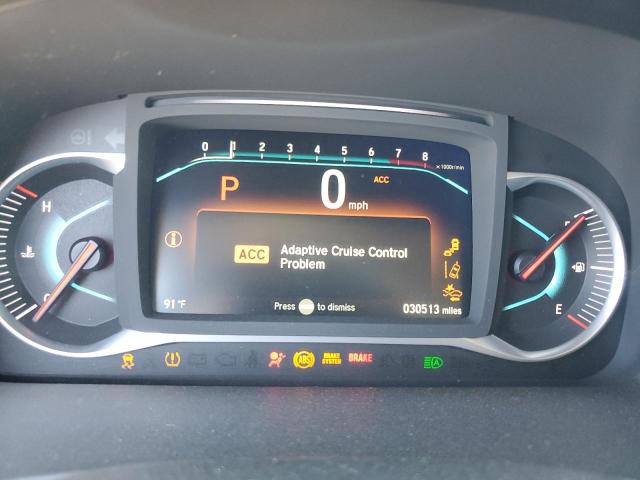 0 1 2 3 4 5 6 7 8
x1000r/min
P 0 mph ACC
H
F
i
ACC Adaptive Cruise Control
Problem
C
E
91°F Press to dismiss 030513 miles
ABS BRAKE SYSTEM BRAKE A